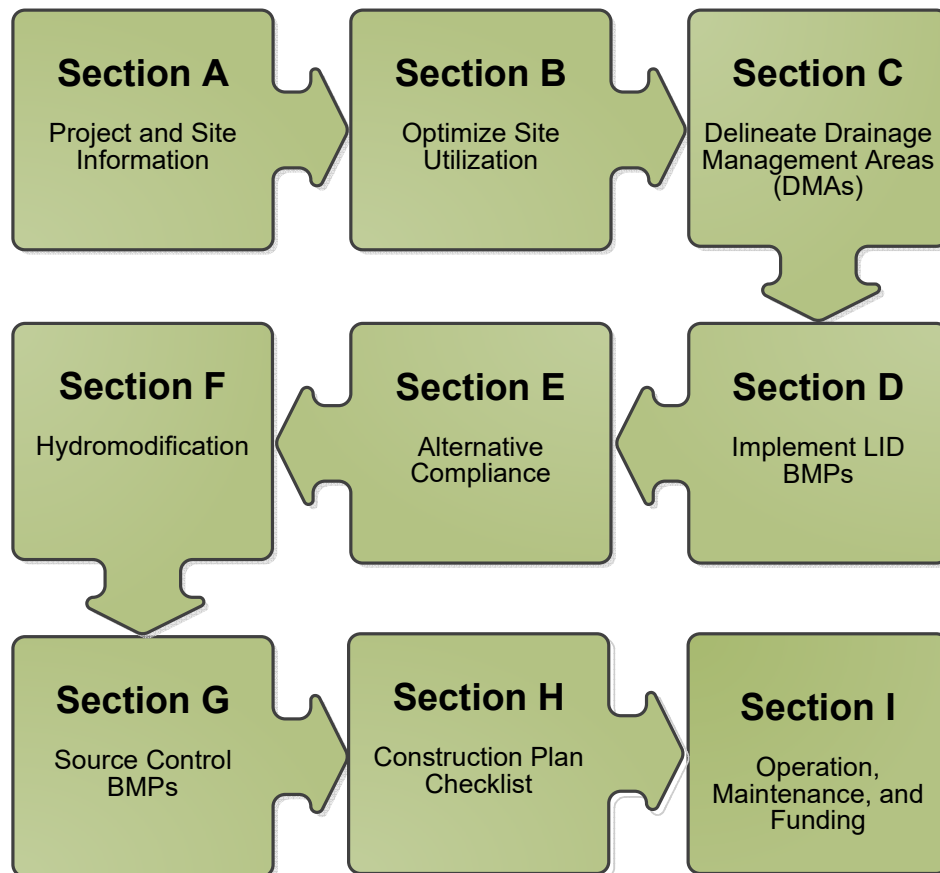 Section A
Project and Site
Information
Section B
Optimize Site
Utilization
Section C
Delineate Drainage
Management Areas
(DMAs)
Section D
Implement LID
BMPs
Section E
Alternative
Compliance
Section F
Hydromodification
Section G
Source Control
BMPs
Section H
Construction Plan
Checklist
Section I
Operation,
Maintenance, and
Funding